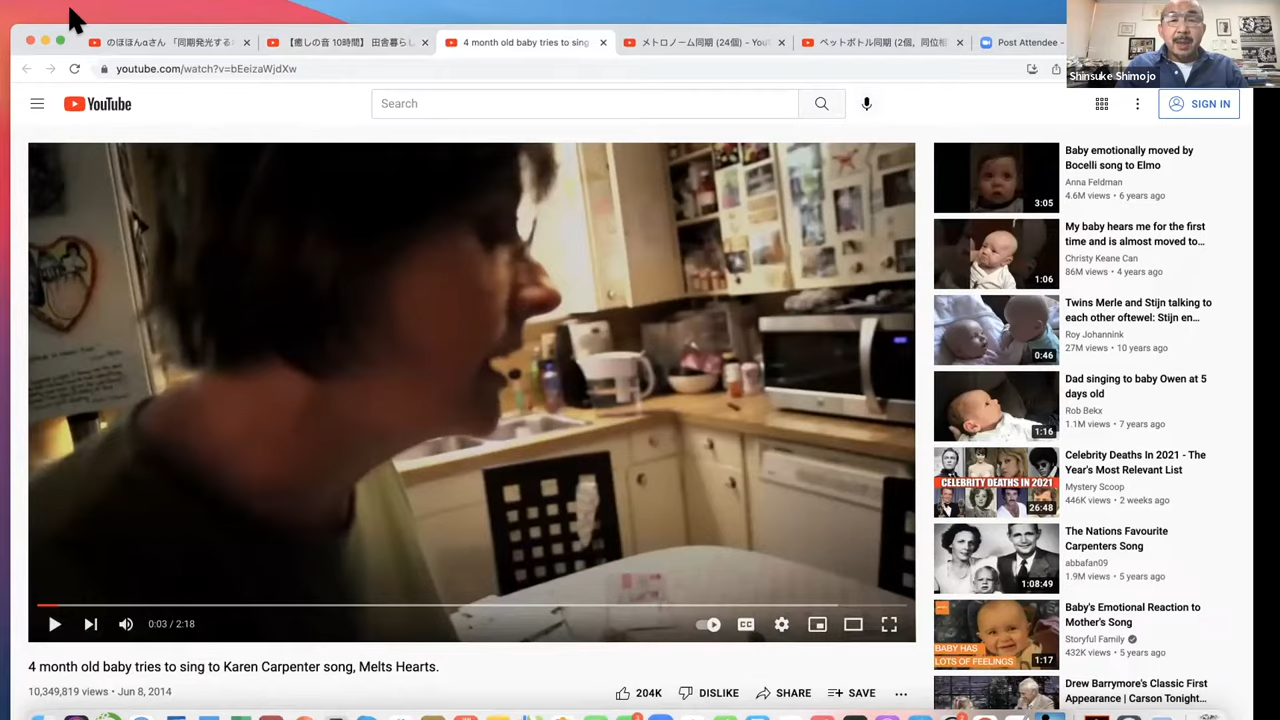 のほほんαさん 「同期発光する
【癒しの音 10時間】 田
4 month old baby tries to sing
メトロノール同期 (24個) - YouT
トボトル同期 (2個、同位相
Post Attendee -
Shinsuke Shimojo
youtube.com/watch?v=bEeizaWjdXw
YouTube
Search
SIGN IN
Baby emotionally moved by
Bocelli song to Elmo
Anna Feldman
4.6M views • 6 years ago
3:05
My baby hears me for the first
time and is almost moved to...
Christy Keane Can
86M views • 4 years ago
1:06
Twins Merle and Stijn talking to
each other oftewel: Stijn en...
Roy Johannink
27M views • 10 years ago
0:46
Dad singing to baby Owen at 5
days old
Rob Bekx
1.1M views • 7 years ago
1:16
Celebrity Deaths In 2021 - The
Year's Most Relevant List
Mystery Scoop
446K views • 2 weeks ago
CELEBRITY DEATHS IN 2021
26:48
The Nations Favourite
Carpenters Song
abbafan09
1.9M views • 5 years ago
1:08:49
Baby's Emotional Reaction to
Mother's Song
Storyful Family
432K views • 5 years ago
BABY HAS
LOTS OF FEELINGS
1:17
Drew Barrymore's Classic First
Appearance | Carson Tonight...
0:03 / 2:18
CC
4 month old baby tries to sing to Karen Carpenter song, Merry
10,349,819 views • Jun 8, 2014
204K
DISLIKE
SHARE
SAVE